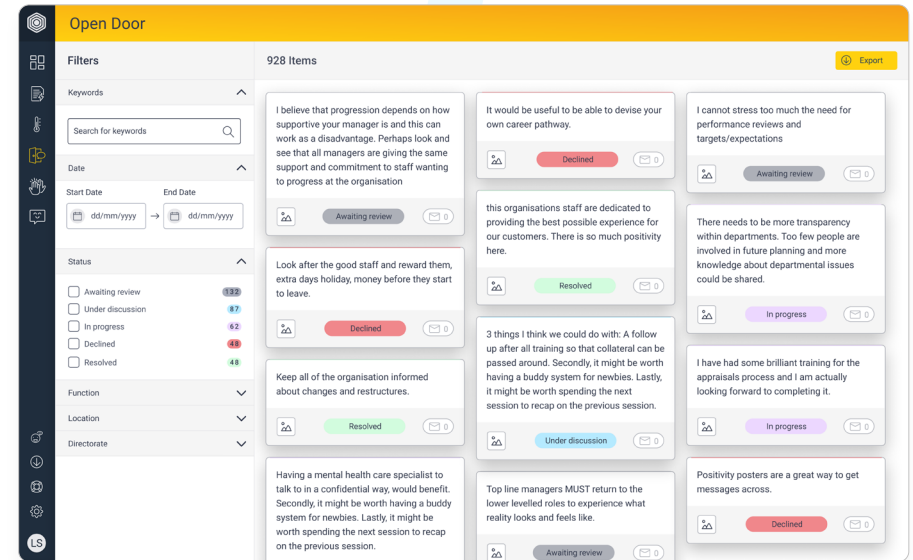 Open Door
Filters
928 Items
Export
Keywords
Search for keywords
Date
Start Date
End Date
dd/mm/yyyy
dd/mm/yyyy
Status
Awaiting review
132
Under discussion
87
In progress
62
Declined
48
Resolved
48
Function
Location
Directorate
LS
I believe that progression depends on how
supportive your manager is and this can
work as a disadvantage. Perhaps look and
see that all managers are giving the same
support and commitment to staff wanting
to progress at the organisation
Awaiting review
0
Look after the good staff and reward them,
extra days holiday, money before they start
to leave.
Declined
0
Keep all of the organisation informed
about changes and restructures.
Resolved
0
Having a mental health care specialist to
talk to in a confidential way, would benefit.
Secondly, it might be worth having a buddy
system for newbies. Lastly, it might be
worth spending the next session to recap
on the previous session.
It would be useful to be able to devise your
own career pathway.
Declined
0
this organisations staff are dedicated to
providing the best possible experience for
our customers. There is so much positivity
here.
Resolved
0
3 things I think we could do with: A follow
up after all training so that collateral can be
passed around. Secondly, it might be worth
having a buddy system for newbies. Lastly,
it might be worth spending the next
session to recap on the previous session.
Under discussion
0
Top line managers MUST return to the
lower levelled roles to experience what
reality looks and feels like.
Awaiting review
0
I cannot stress too much the need for
performance reviews and
targets/expectations
Awaiting review
0
There needs to be more transparency
within departments. Too few people are
involved in future planning and more
knowledge about departmental issues
could be shared.
In progress
0
I have had some brilliant training for the
appraisals process and I am actually
looking forward to completing it.
In progress
0
Positivity posters are a great way to get
messages across.
Declined
0